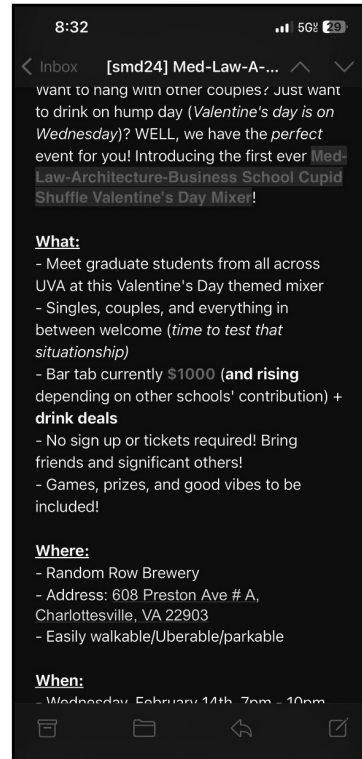 8:32
5G
29
Inbox
[smd24] Med-Law-A-...
want to hang with other couples? Just want
to drink on hump day (Valentine's day is on
Wednesday)? WELL, we have the perfect
event for you! Introducing the first ever Med-
Law-Architecture-Business School Cupid
Shuffle Valentine's Day Mixer!
What:
- Meet graduate students from all across
UVA at this Valentine's Day themed mixer
- Singles, couples, and everything in
between welcome (time to test that
situationship)
- Bar tab currently $1000 (and rising
depending on other schools' contribution) +
drink deals
- No sign up or tickets required! Bring
friends and significant others!
- Games, prizes, and good vibes to be
included!
Where:
- Random Row Brewery
- Address: 608 Preston Ave # A,
Charlottesville, VA 22903
- Easily walkable/Uberable/parkable
When:
- Wednesday, February 14th, 7pm - 10pm